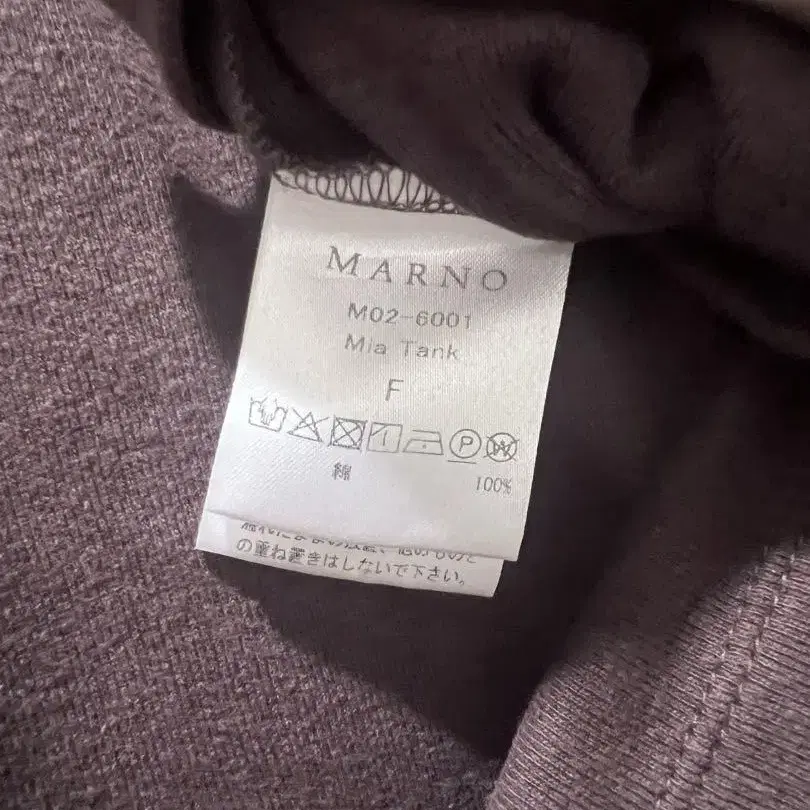 MARNO
M02-6001
Mia Tank
F
P W
綿 100%
の重ね置きはしないで下さい。